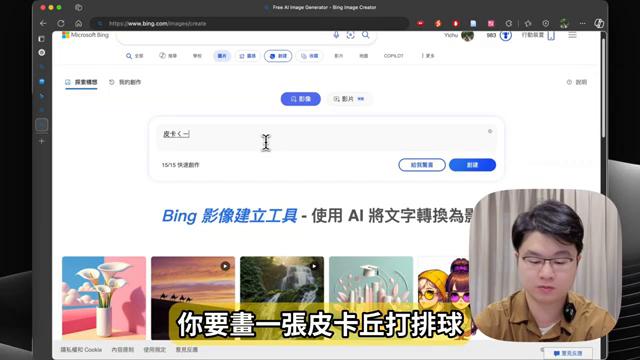 Free AI Image Generator - Bing Image Creator
https://www.bing.com/images/create
Microsoft Bing
Yichu
983
行動裝置
全部
搜尋
學校
圖片
靈感
創建
收藏
影片
地圖
COPILOT
更多
探索構想
我的創作
說明
影像
影片
皮卡ㄑㄧ
15/15 快速創作
給我驚喜
創建
Bing 影像建立工具 - 使用 AI 將文字轉換為影
你要畫一張皮卡丘打排球
隱私權和 Cookie
內容原則
使用規定
意見反應
意見反應